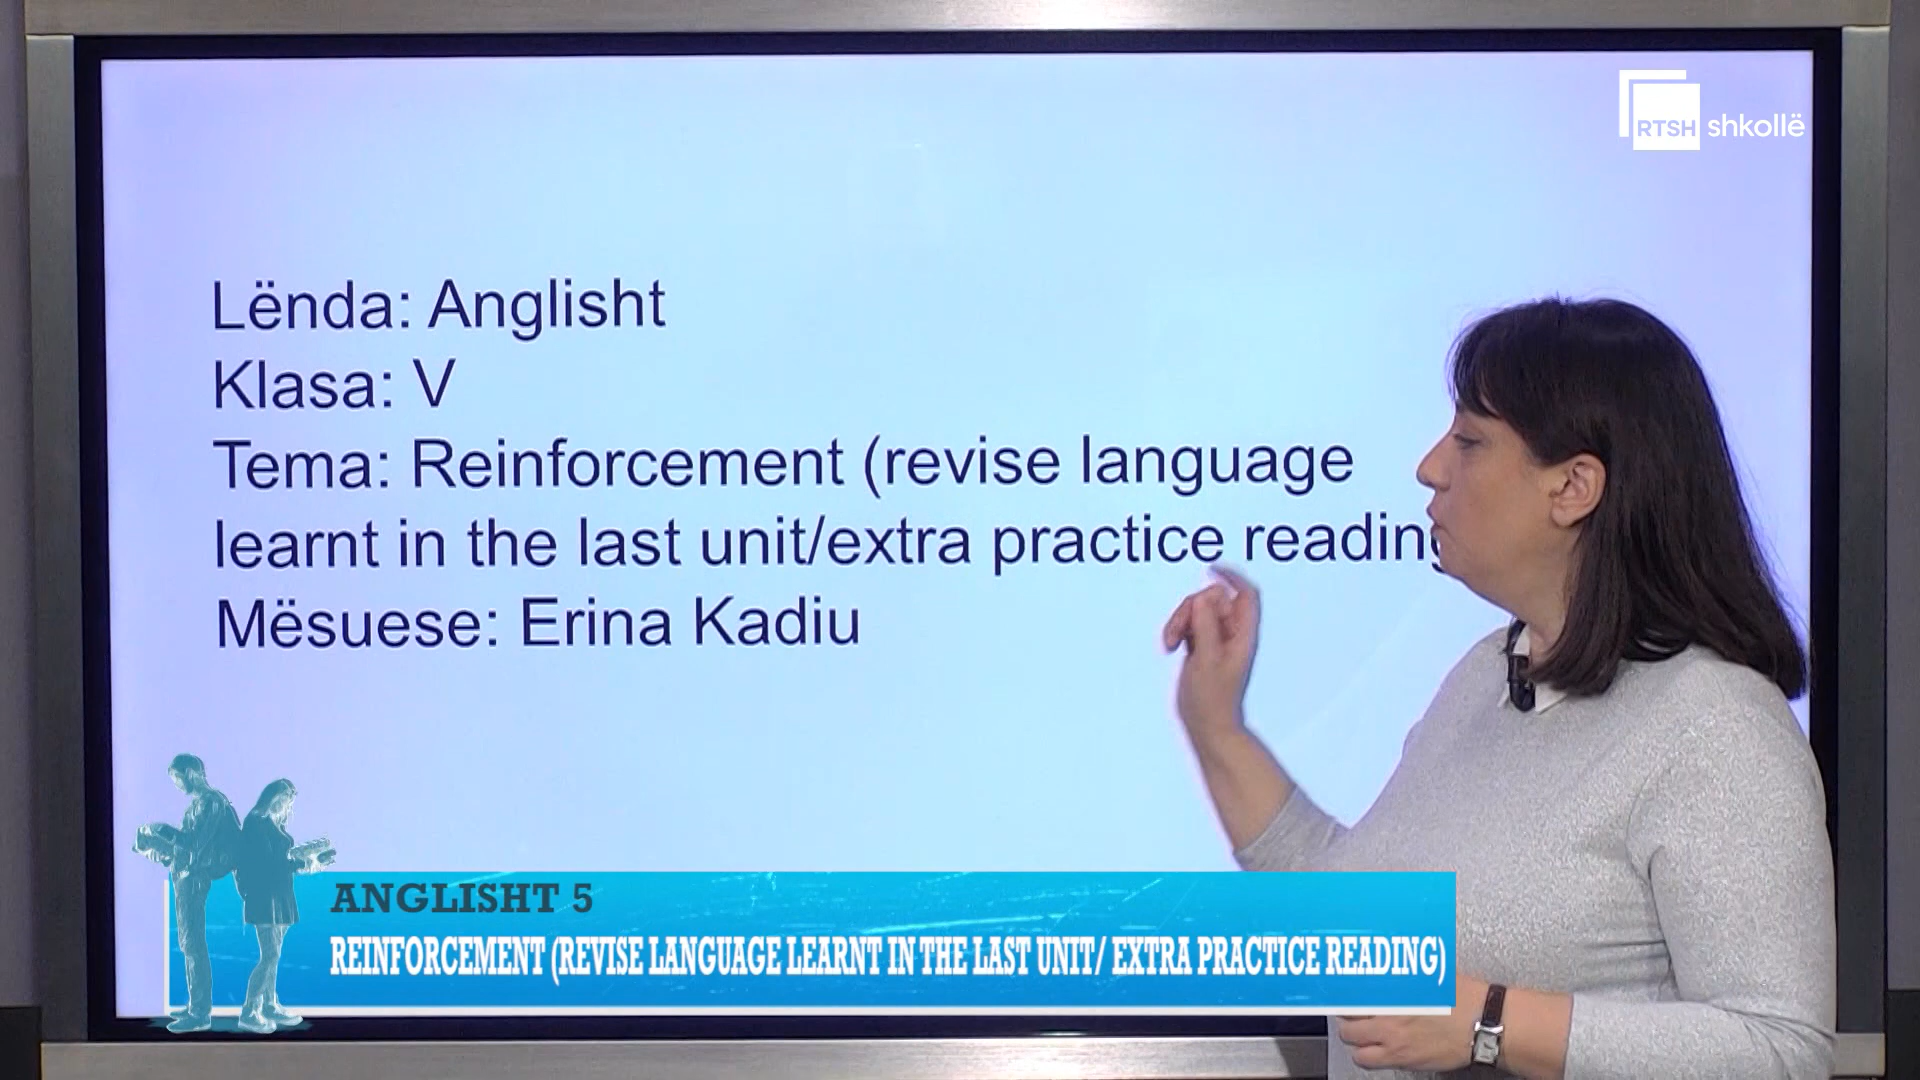 RTSH shkollë
Lënda: Anglisht
Klasa: V
Tema: Reinforcement (revise language
learnt in the last unit/extra practice reading
Mësuese: Erina Kadiu
ANGLISHT 5
REINFORCEMENT (REVISE LANGUAGE LEARNT IN THE LAST UNIT/ EXTRA PRACTICE READING)